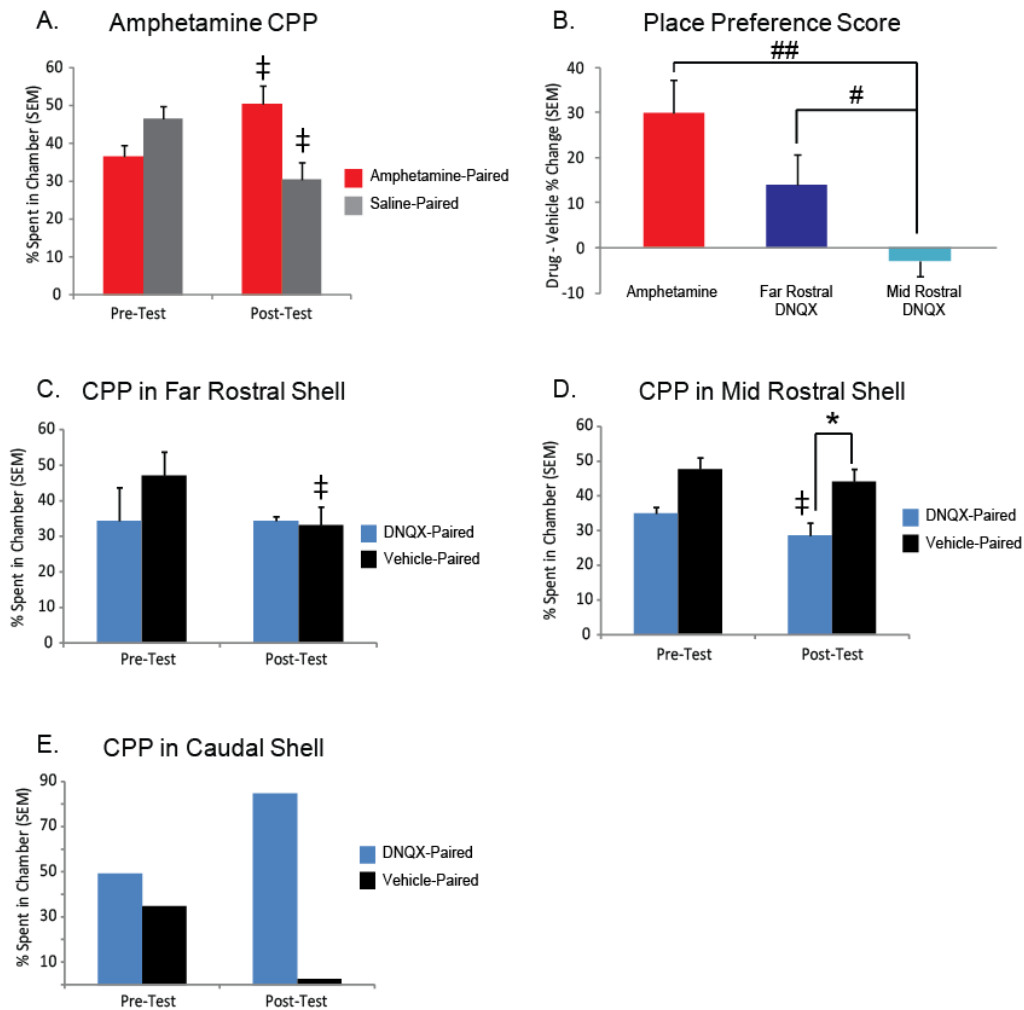 A. Amphetamine CPP
% Spent in Chamber (SEM)
60
50
40
30
20
10
0
‡
‡
Pre-Test
Post-Test
Amphetamine-Paired
Saline-Paired
B. Place Preference Score
Drug - Vehicle % Change (SEM)
40
30
20
10
0
-10
##
#
Amphetamine
Far Rostral
DNQX
Mid Rostral
DNQX
C. CPP in Far Rostral Shell
% Spent in Chamber (SEM)
60
50
40
30
20
10
0
‡
Pre-Test
Post-Test
DNQX-Paired
Vehicle-Paired
D. CPP in Mid Rostral Shell
% Spent in Chamber (SEM)
60
50
40
30
20
10
0
*
‡
Pre-Test
Post-Test
DNQX-Paired
Vehicle-Paired
E. CPP in Caudal Shell
% Spent in Chamber (SEM)
90
70
50
30
10
Pre-Test
Post-Test
DNQX-Paired
Vehicle-Paired